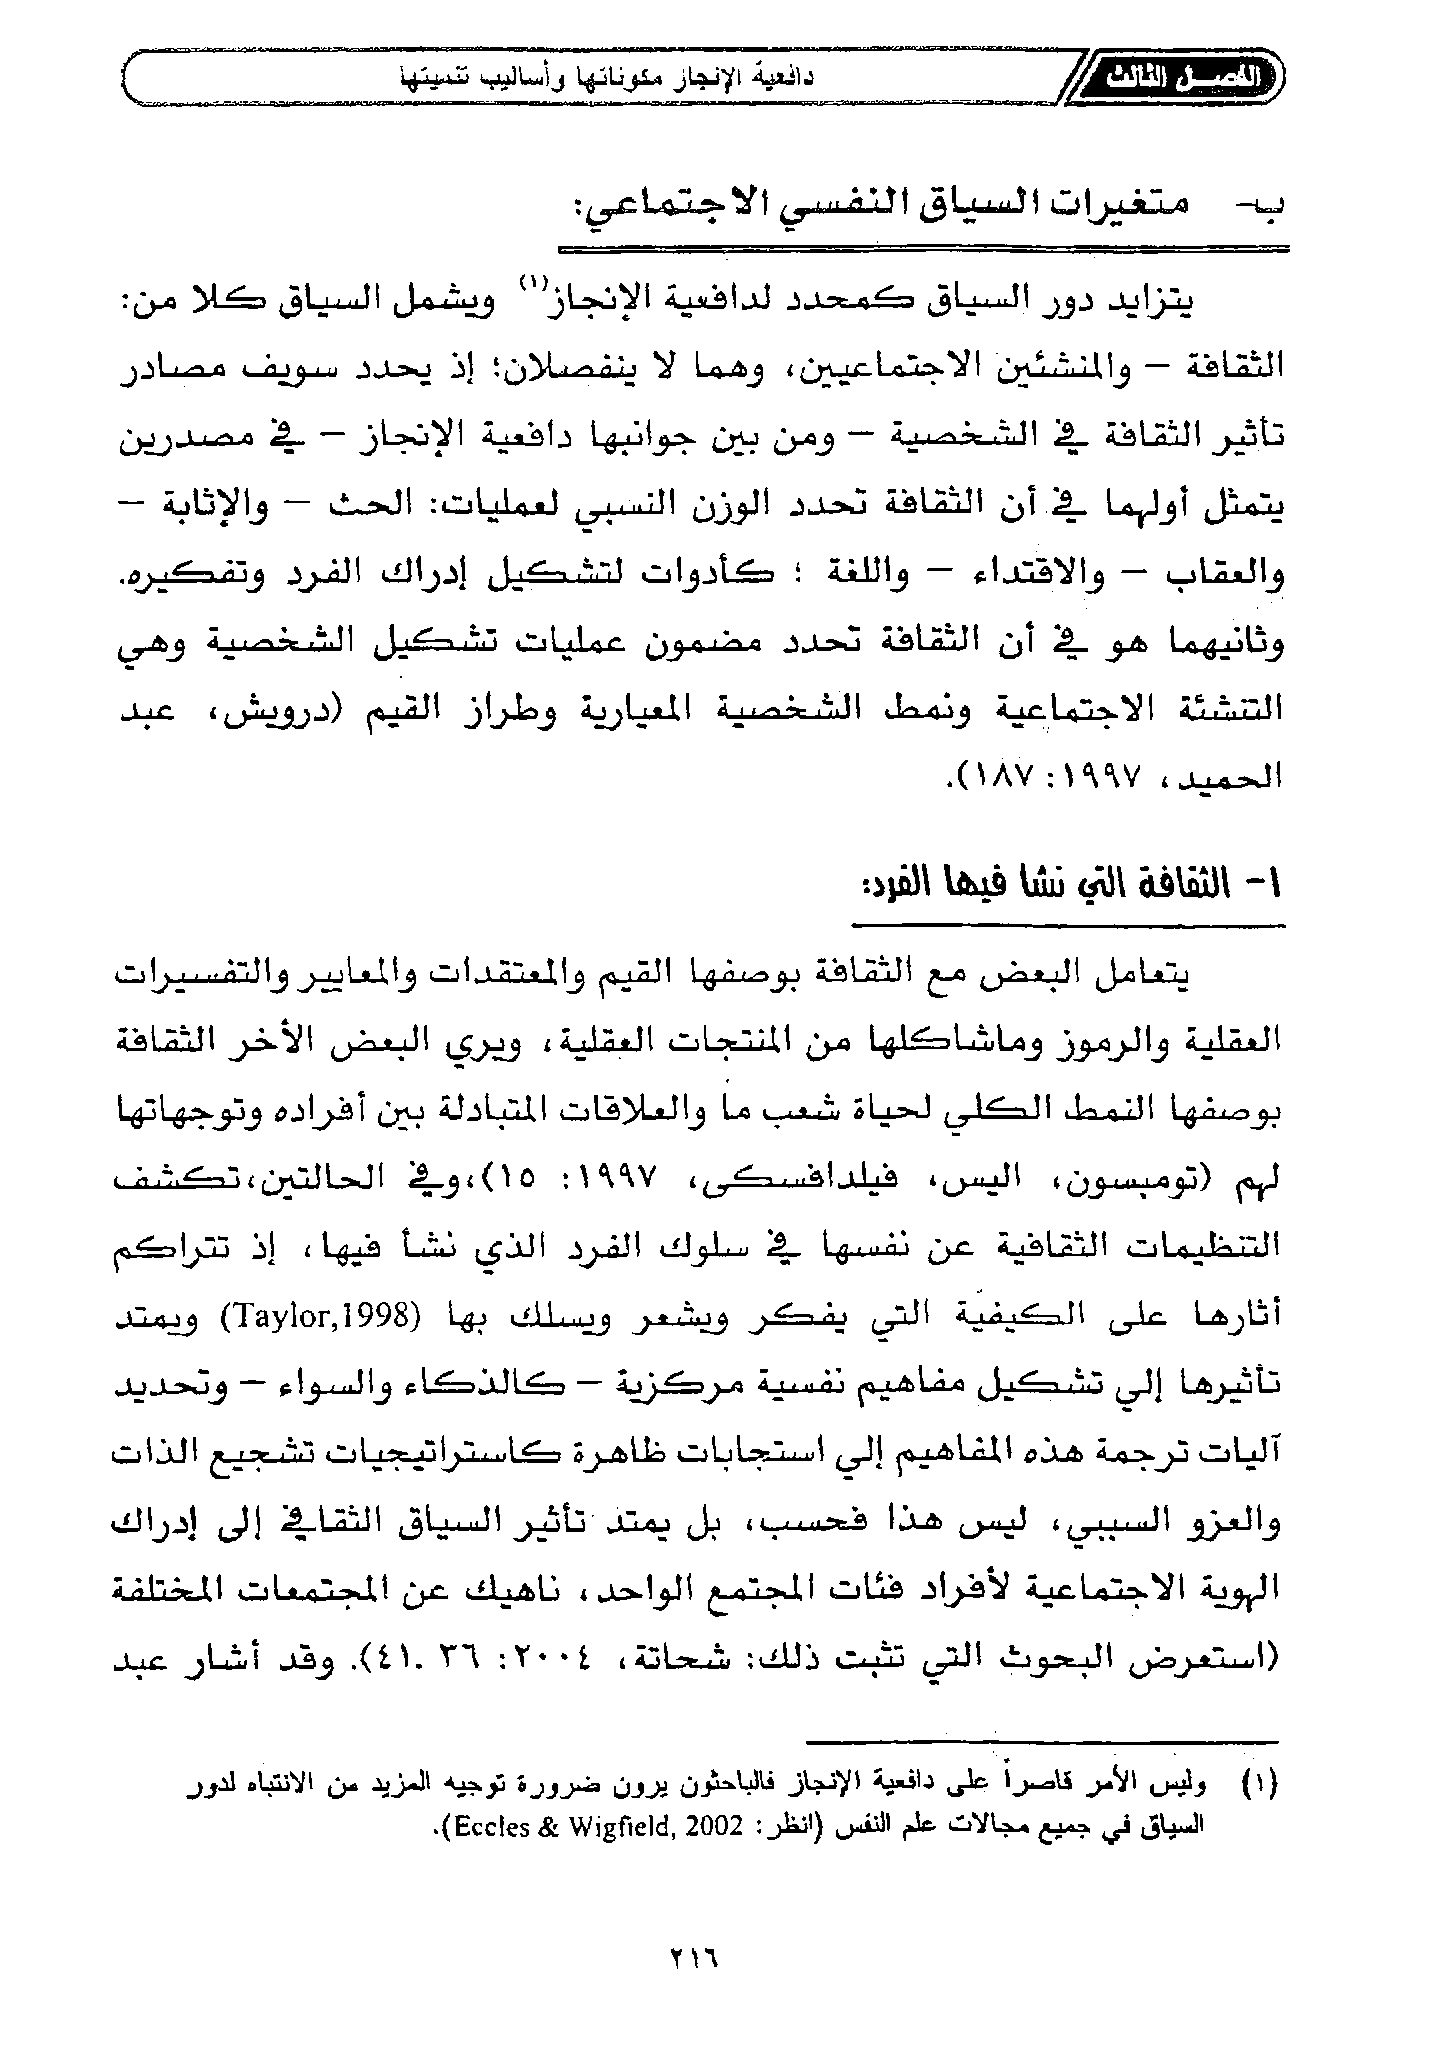 الفصل الثالث
دافعية الإنجاز مكوناتها وأساليب تنميتها
ب- متغيرات السياق النفسي الاجتماعي:
يتزايد دور السياق كمحدد لدافعية الإنجاز(١) ويشمل السياق كلا من:
الثقافة – والمنشئين الاجتماعيين، وهما لا ينفصلان؛ إذ يحدد سويف مصادر
تأثير الثقافة في الشخصية – ومن بين جوانبها دافعية الإنجاز – في مصدرين
يتمثل أولهما في أن الثقافة تحدد الوزن النسبي لعمليات: الحث – والإثابة –
والعقاب – والاقتداء – واللغة ؛ كأدوات لتشكيل إدراك الفرد وتفكيره.
وثانيهما هو في أن الثقافة تحدد مضمون عمليات تشكيل الشخصية وهي
التنشئة الاجتماعية ونمط الشخصية المعيارية وطراز القيم (درويش، عبد
الحميد، ١٩٩٧: ١٨٧).
١- الثقافة التي نشا فيها الفرد:
يتعامل البعض مع الثقافة بوصفها القيم والمعتقدات والمعايير والتفسيرات
العقلية والرموز وماشاكلها من المنتجات العقلية، ويري البعض الأخر الثقافة
بوصفها النمط الكلي لحياة شعب ما والعلاقات المتبادلة بين أفراده وتوجهاتها
لهم (تومبسون، اليس، فيلدافسكى، ١٩٩٧: ١٥)،وفي الحالتين،تكشف
التنظيمات الثقافية عن نفسها في سلوك الفرد الذي نشأ فيها، إذ تتراكم
أثارها على الكيفية التي يفكر ويشعر ويسلك بها (Taylor,1998) ويمتد
تأثيرها إلي تشكيل مفاهيم نفسية مركزية – كالذكاء والسواء – وتحديد
آليات ترجمة هذه المفاهيم إلي استجابات ظاهرة كاستراتيجيات تشجيع الذات
والعزو السببي، ليس هذا فحسب، بل يمتد تأثير السياق الثقافي إلى إدراك
الهوية الاجتماعية لأفراد فئات المجتمع الواحد، ناهيك عن المجتمعات المختلفة
(استعرض البحوث التي تثبت ذلك: شحاتة، ٢٠٠٤: ٣٦ .٤١). وقد أشار عبد
(١) وليس الأمر قاصراً على دافعية الإنجاز فالباحثون يرون ضرورة توجيه المزيد من الانتباه لدور
السياق في جميع مجالات علم النفس (انظر: Eccles & Wigfield, 2002).
٢١٦